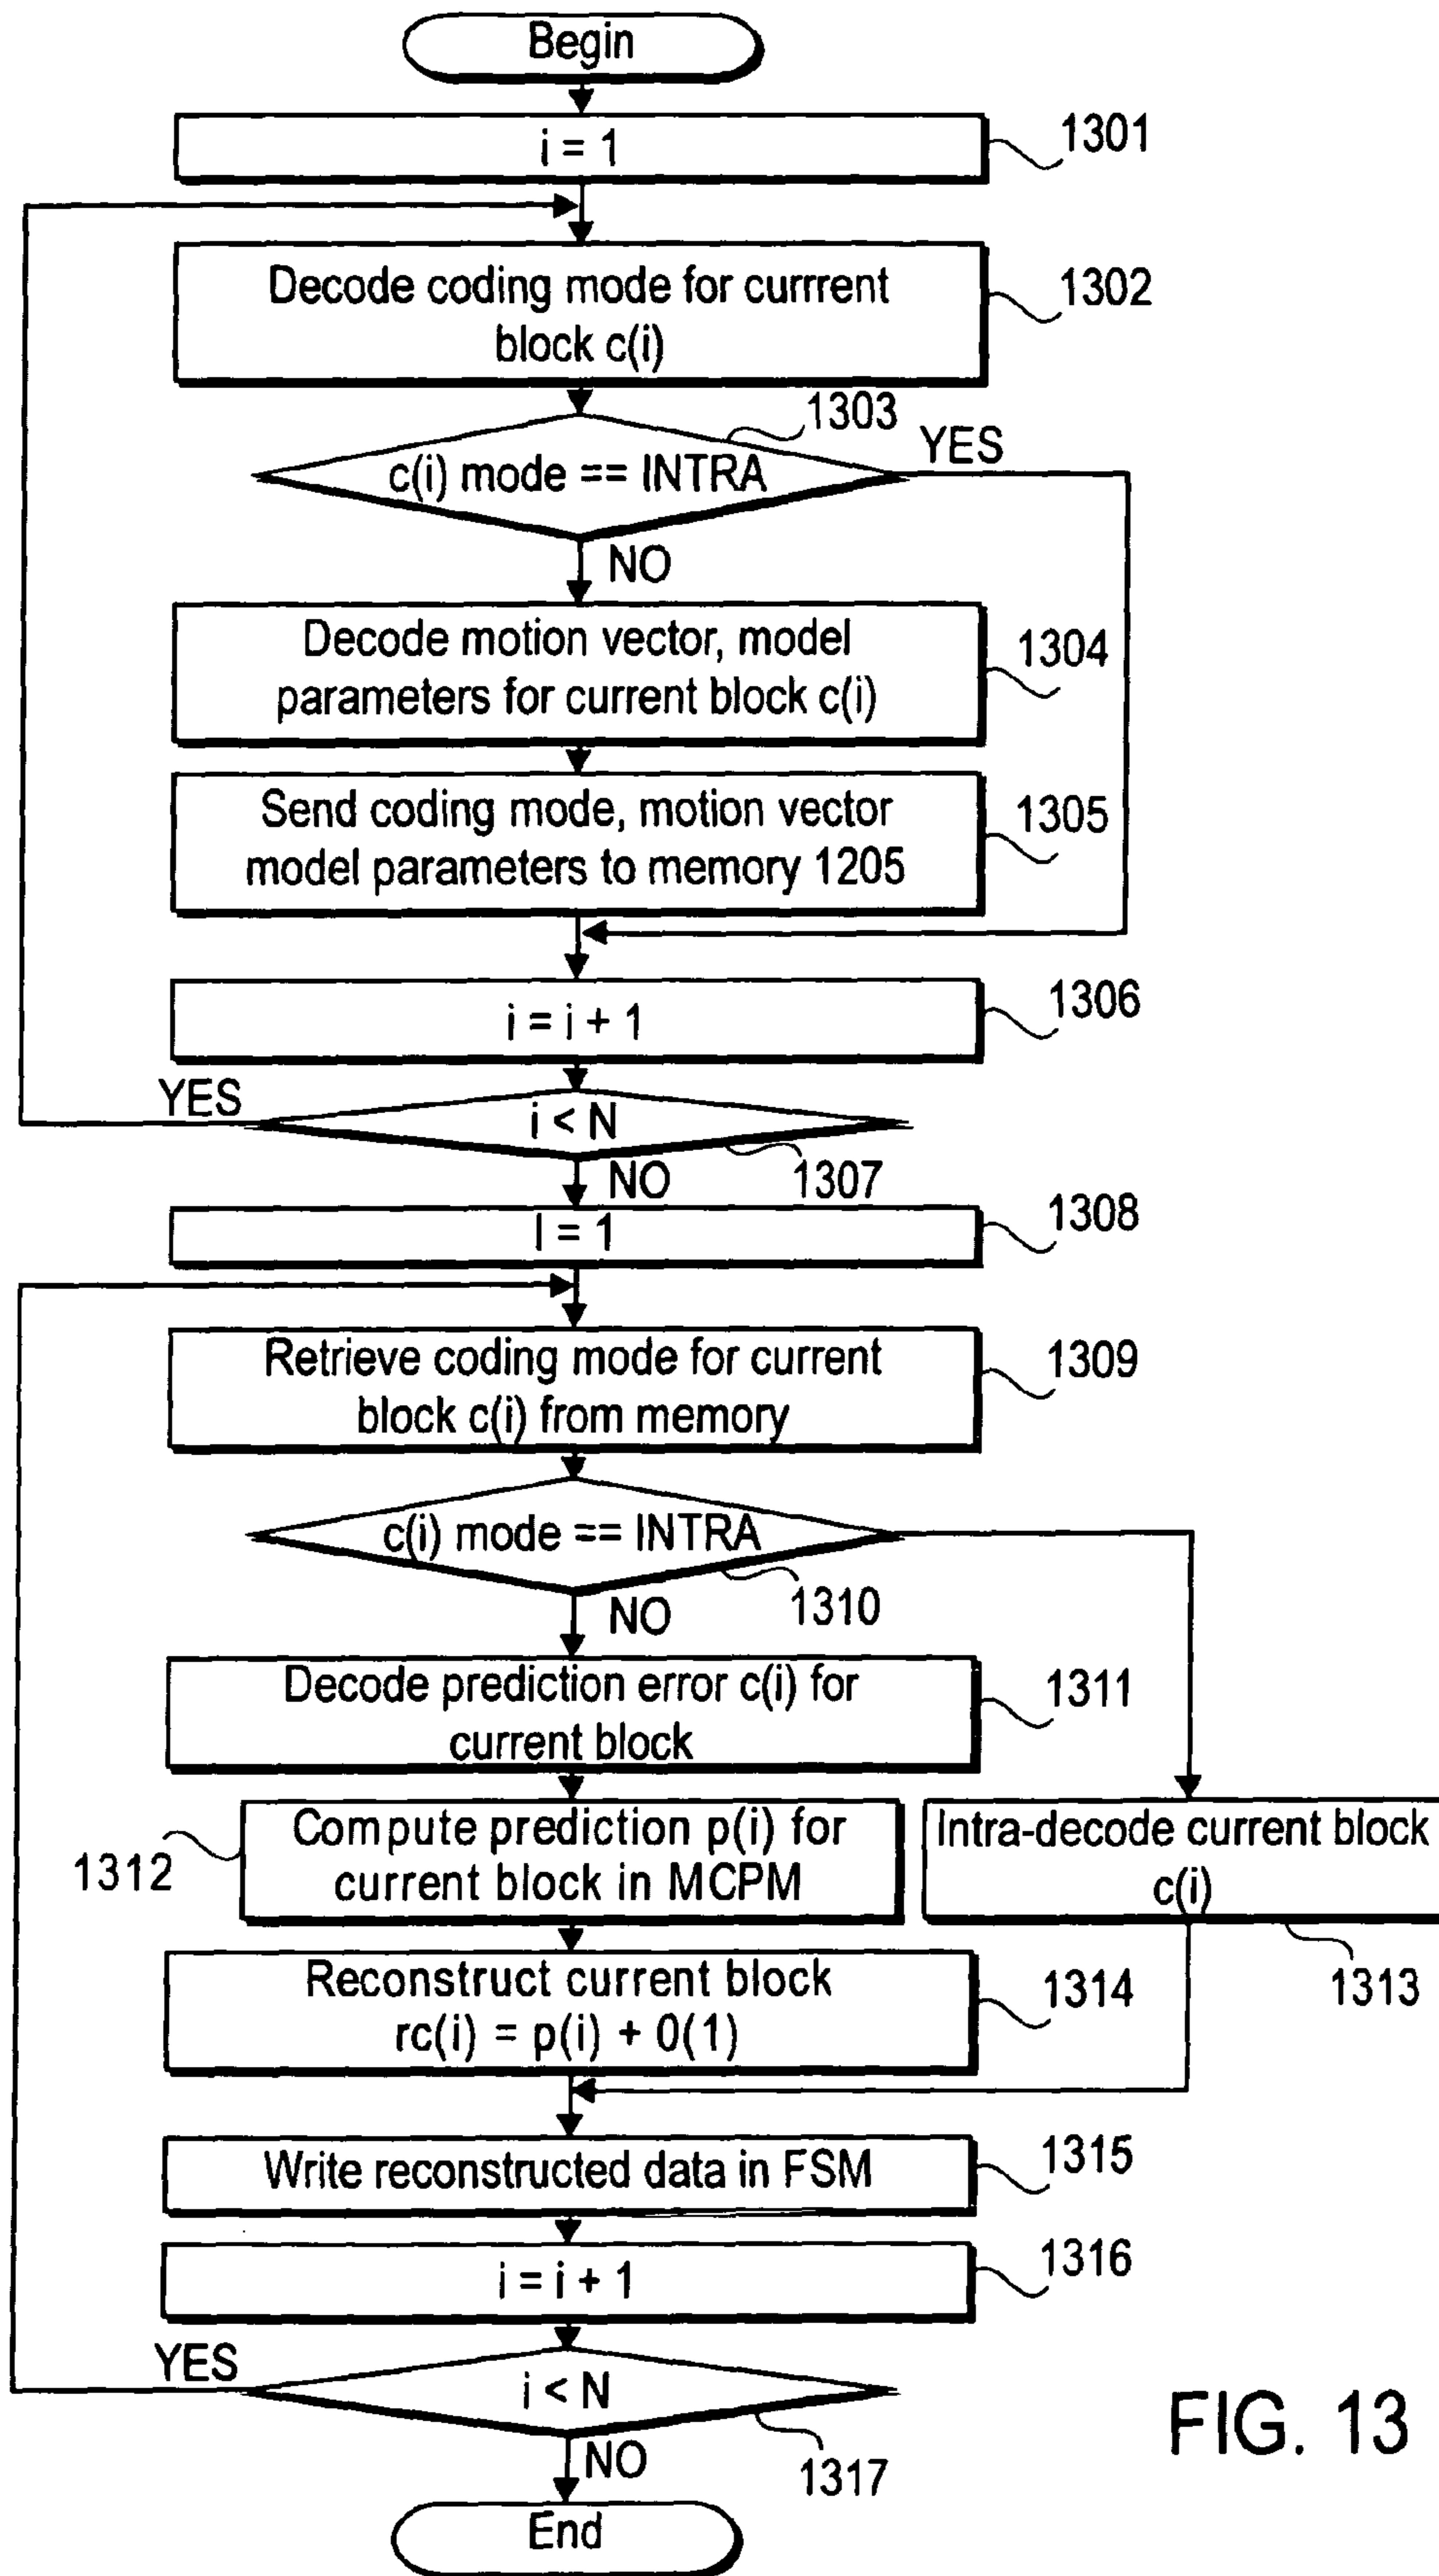 Begin
i = 1
1301
Decode coding mode for currrent
block c(i)
1302
1303
c(i) mode == INTRA
YES
NO
Decode motion vector, model
parameters for current block c(i)
1304
Send coding mode, motion vector
model parameters to memory 1205
1305
i = i + 1
1306
YES
i < N
1307
NO
I = 1
1308
Retrieve coding mode for current
block c(i) from memory
1309
c(i) mode == INTRA
1310
NO
Decode prediction error c(i) for
current block
1311
Compute prediction p(i) for
current block in MCPM
1312
Intra-decode current block
c(i)
1313
Reconstruct current block
rc(i) = p(i) + 0(1)
1314
Write reconstructed data in FSM
1315
i = i + 1
1316
YES
i < N
1317
NO
End
FIG. 13